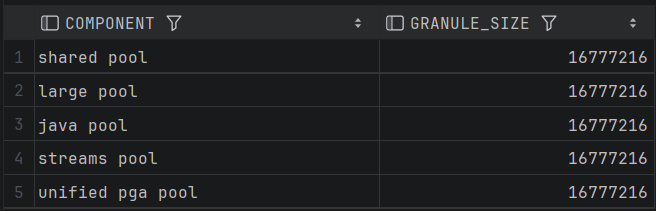 COMPONENT GRANULE_SIZE
1 shared pool 16777216
2 large pool 16777216
3 java pool 16777216
4 streams pool 16777216
5 unified pga pool 16777216